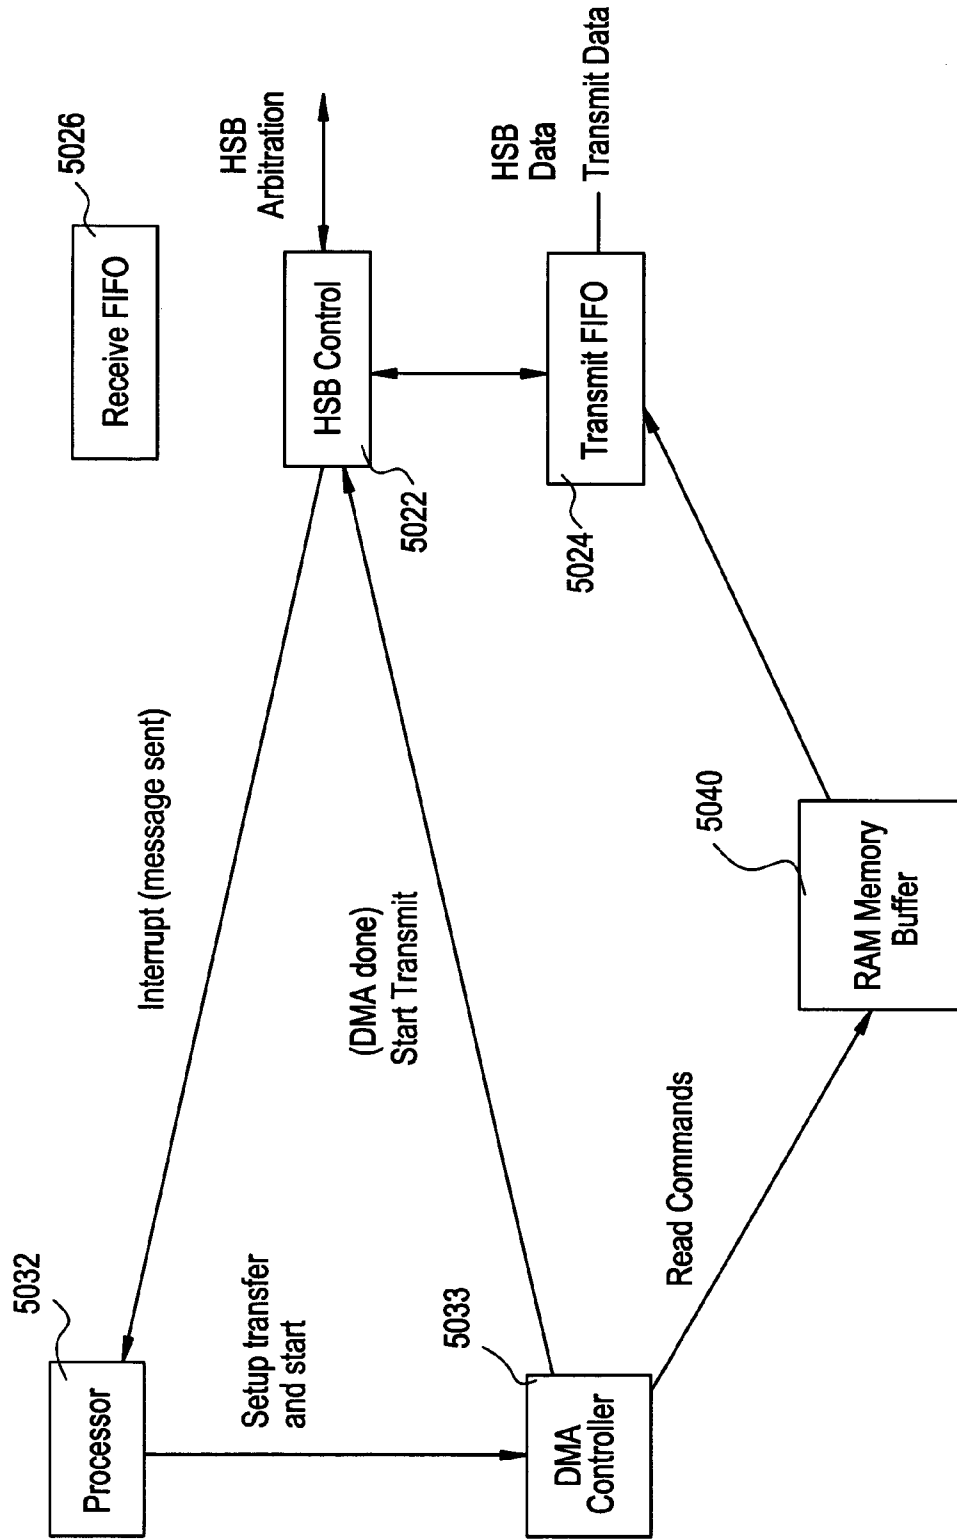 Processor
5032
Interrupt (message sent)
Receive FIFO
5026
Setup transfer
and start
(DMA done)
Start Transmit
HSB Control
5022
HSB
Arbitration
DMA
Controller
5033
Read Commands
RAM Memory
Buffer
5040
Transmit FIFO
5024
HSB
Data
Transmit Data